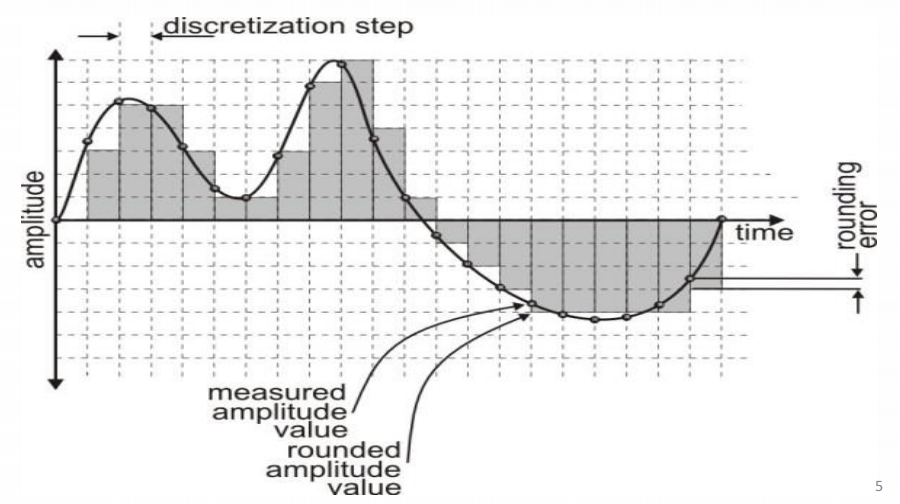 discretization step
amplitude
time
rounding
error
measured
amplitude
value
rounded
amplitude
value
5